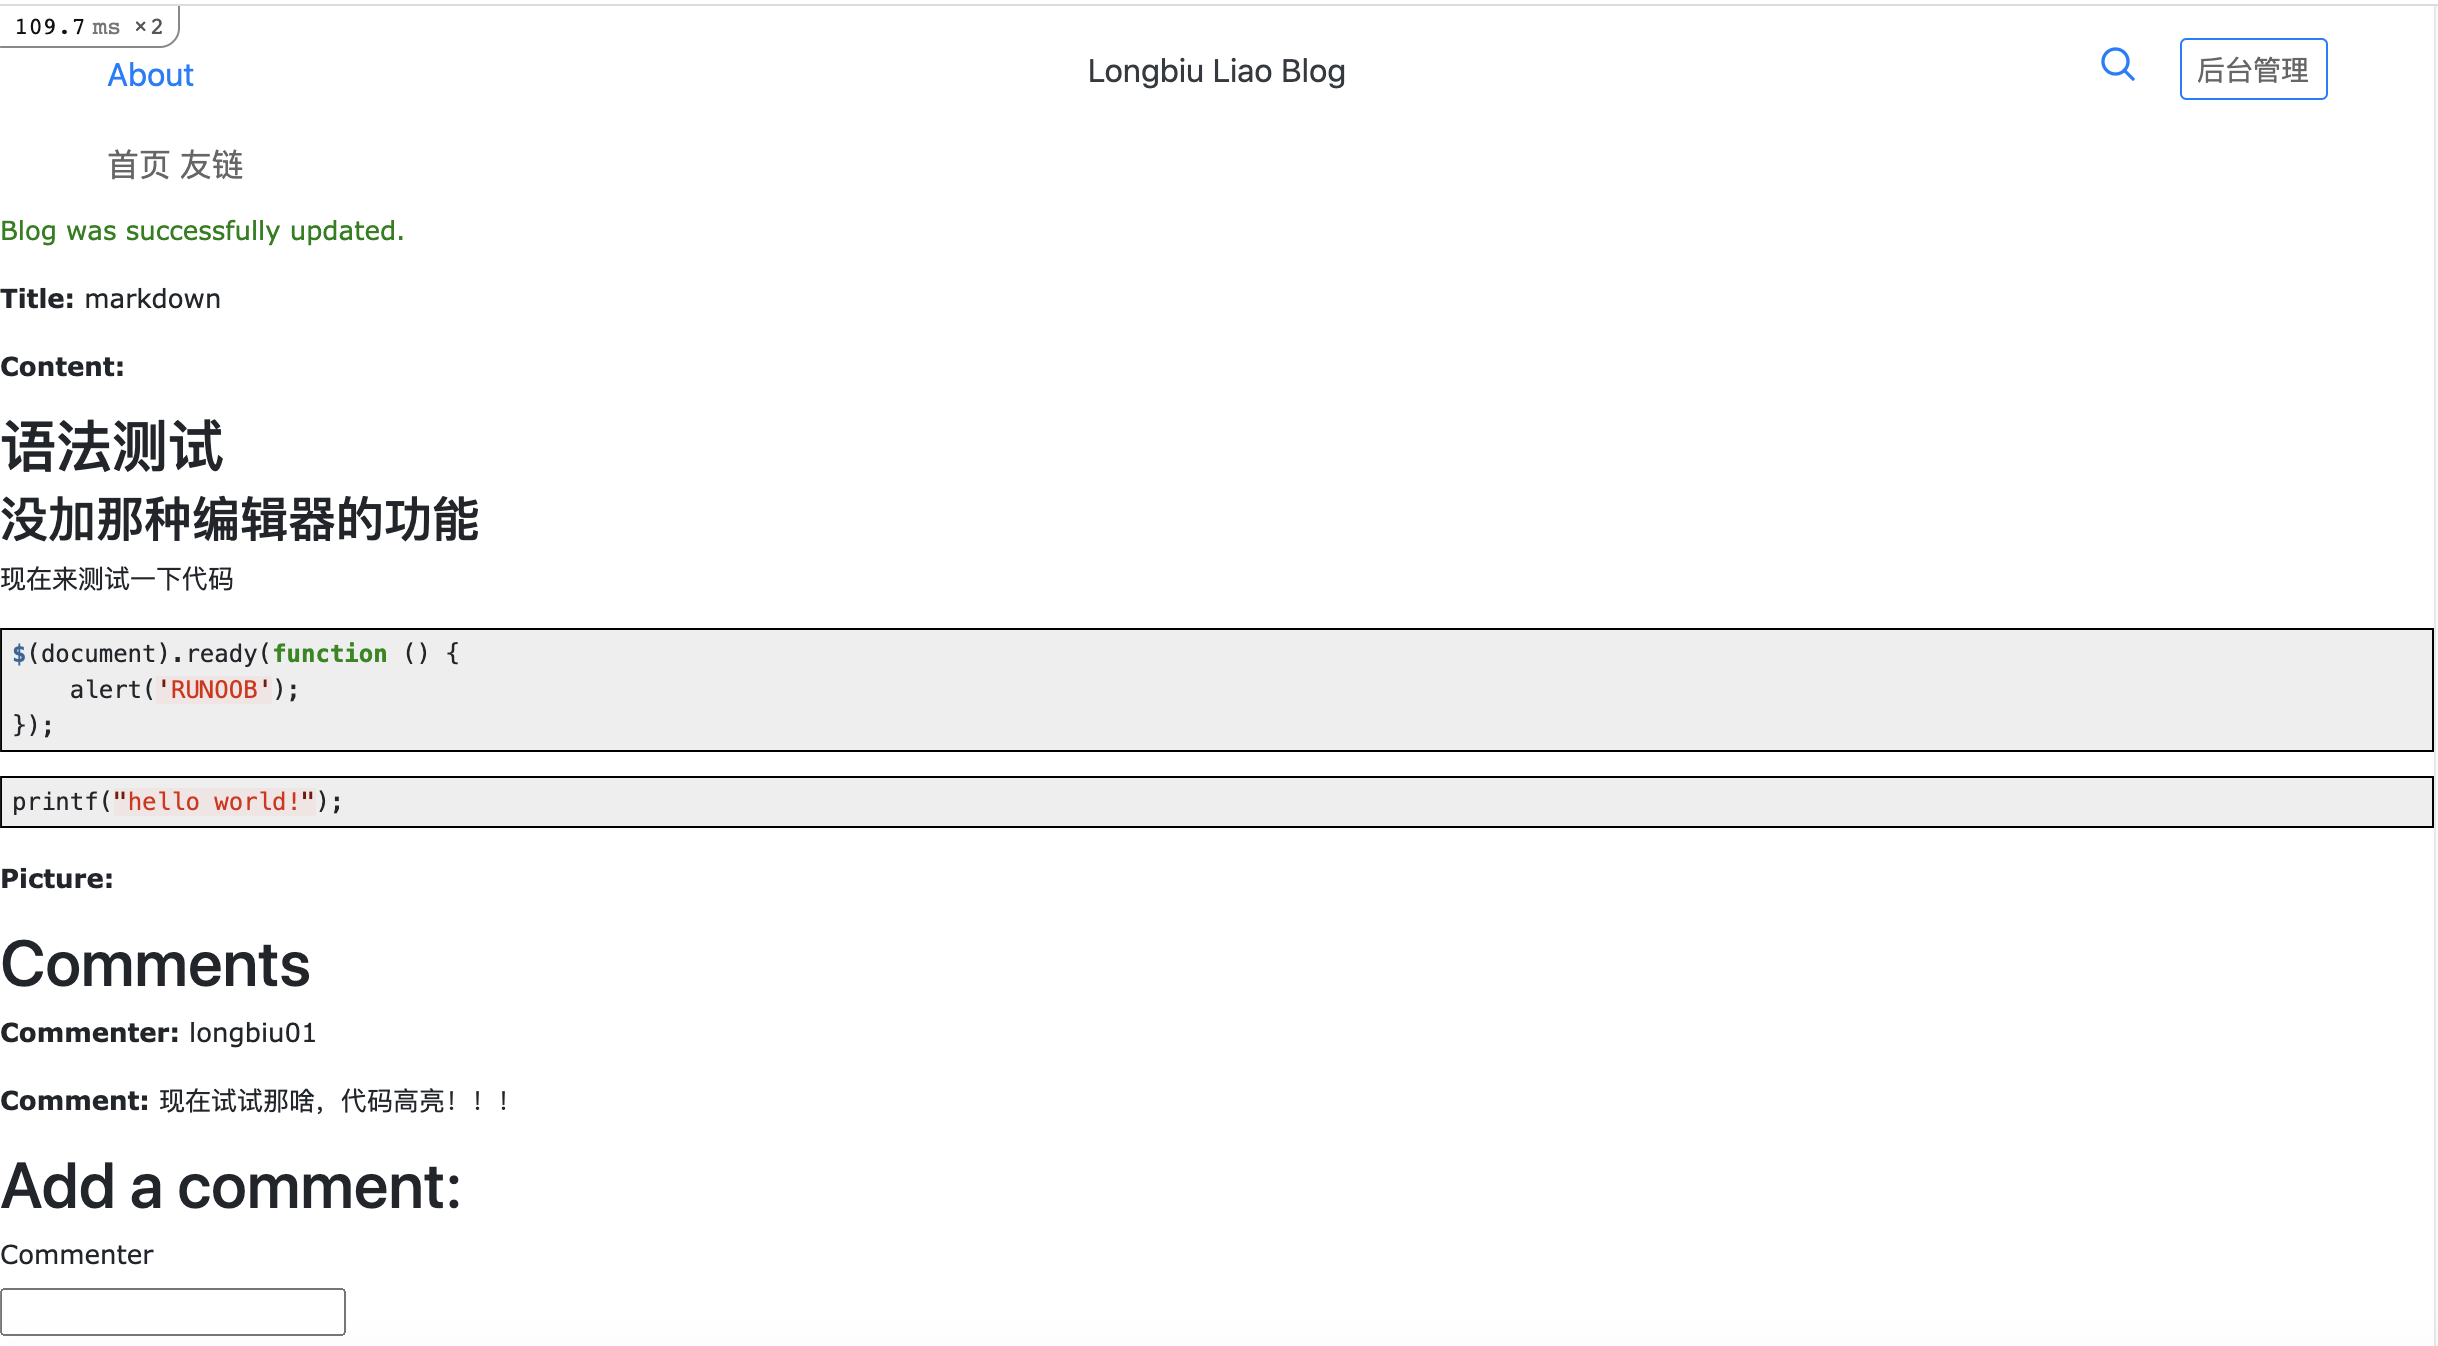 109.7 ms ×2
About
Longbiu Liao Blog
后台管理
首页 友链
Blog was successfully updated.
Title: markdown
Content:
语法测试
没加那种编辑器的功能
现在来测试一下代码
$(document).ready(function () {
    alert('RUNOOB');
});
printf("hello world!");
Picture:
Comments
Commenter: longbiu01
Comment: 现在试试那啥，代码高亮！！！
Add a comment:
Commenter